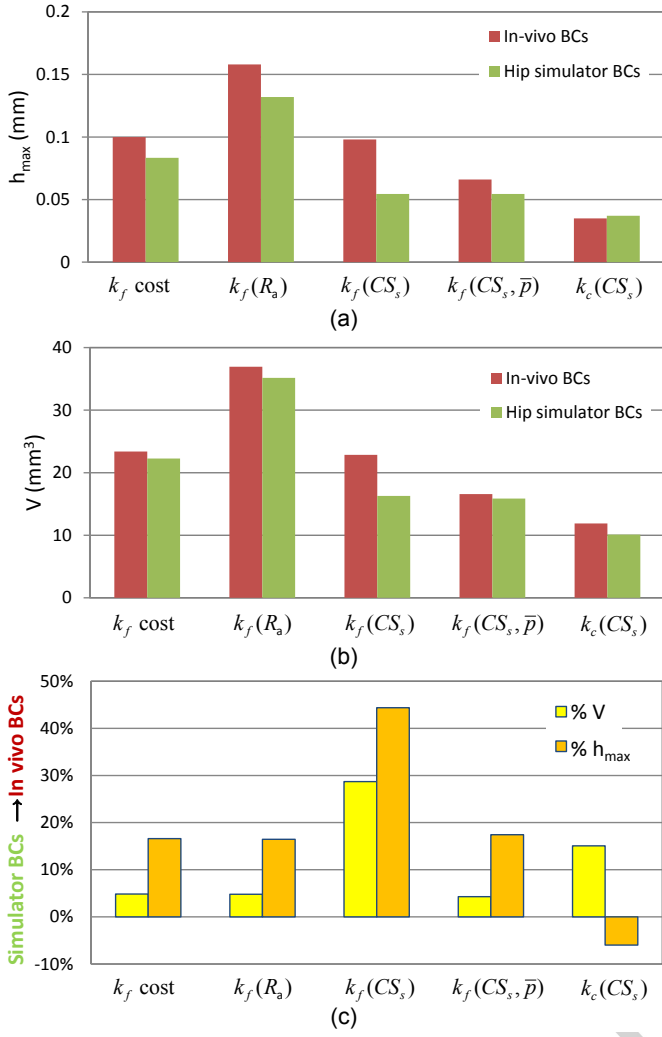 0.2
0.15
0.1
0.05
0
h_max (mm)
In-vivo BCs
Hip simulator BCs
k_f cost
k_f(R_a)
k_f(CS_s)
k_f(CS_s, p̅)
k_c(CS_s)
(a)
40
30
20
10
0
V (mm³)
In-vivo BCs
Hip simulator BCs
k_f cost
k_f(R_a)
k_f(CS_s)
k_f(CS_s, p̅)
k_c(CS_s)
(b)
50%
40%
30%
20%
10%
0%
-10%
Simulator BCs → In vivo BCs
% V
% h_max
k_f cost
k_f(R_a)
k_f(CS_s)
k_f(CS_s, p̅)
k_c(CS_s)
(c)